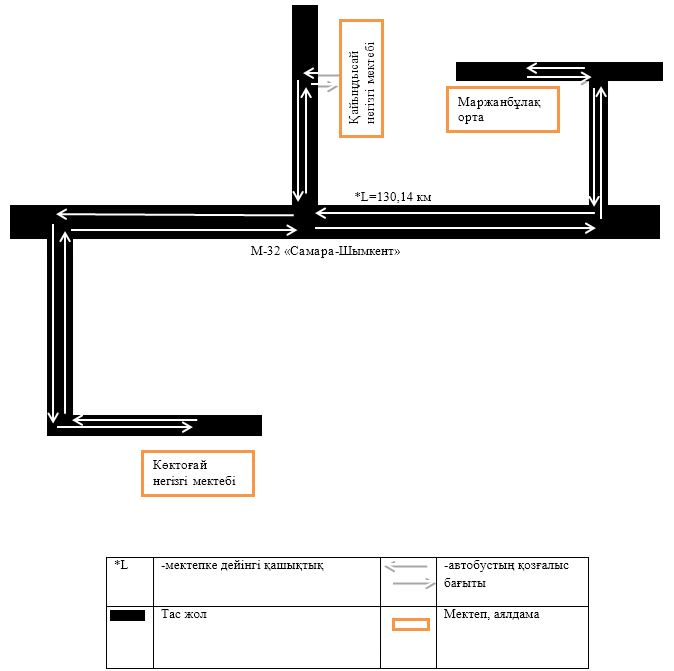 Қайыңдысай
негізгі мектебі
Маржанбұлақ
орта
*L=130,14 км
М-32 «Самара-Шымкент»
Көктоғай
негізгі мектебі
*L
-мектепке дейінгі қашықтық
-автобустың қозғалыс
бағыты
Тас жол
Мектеп, аялдама